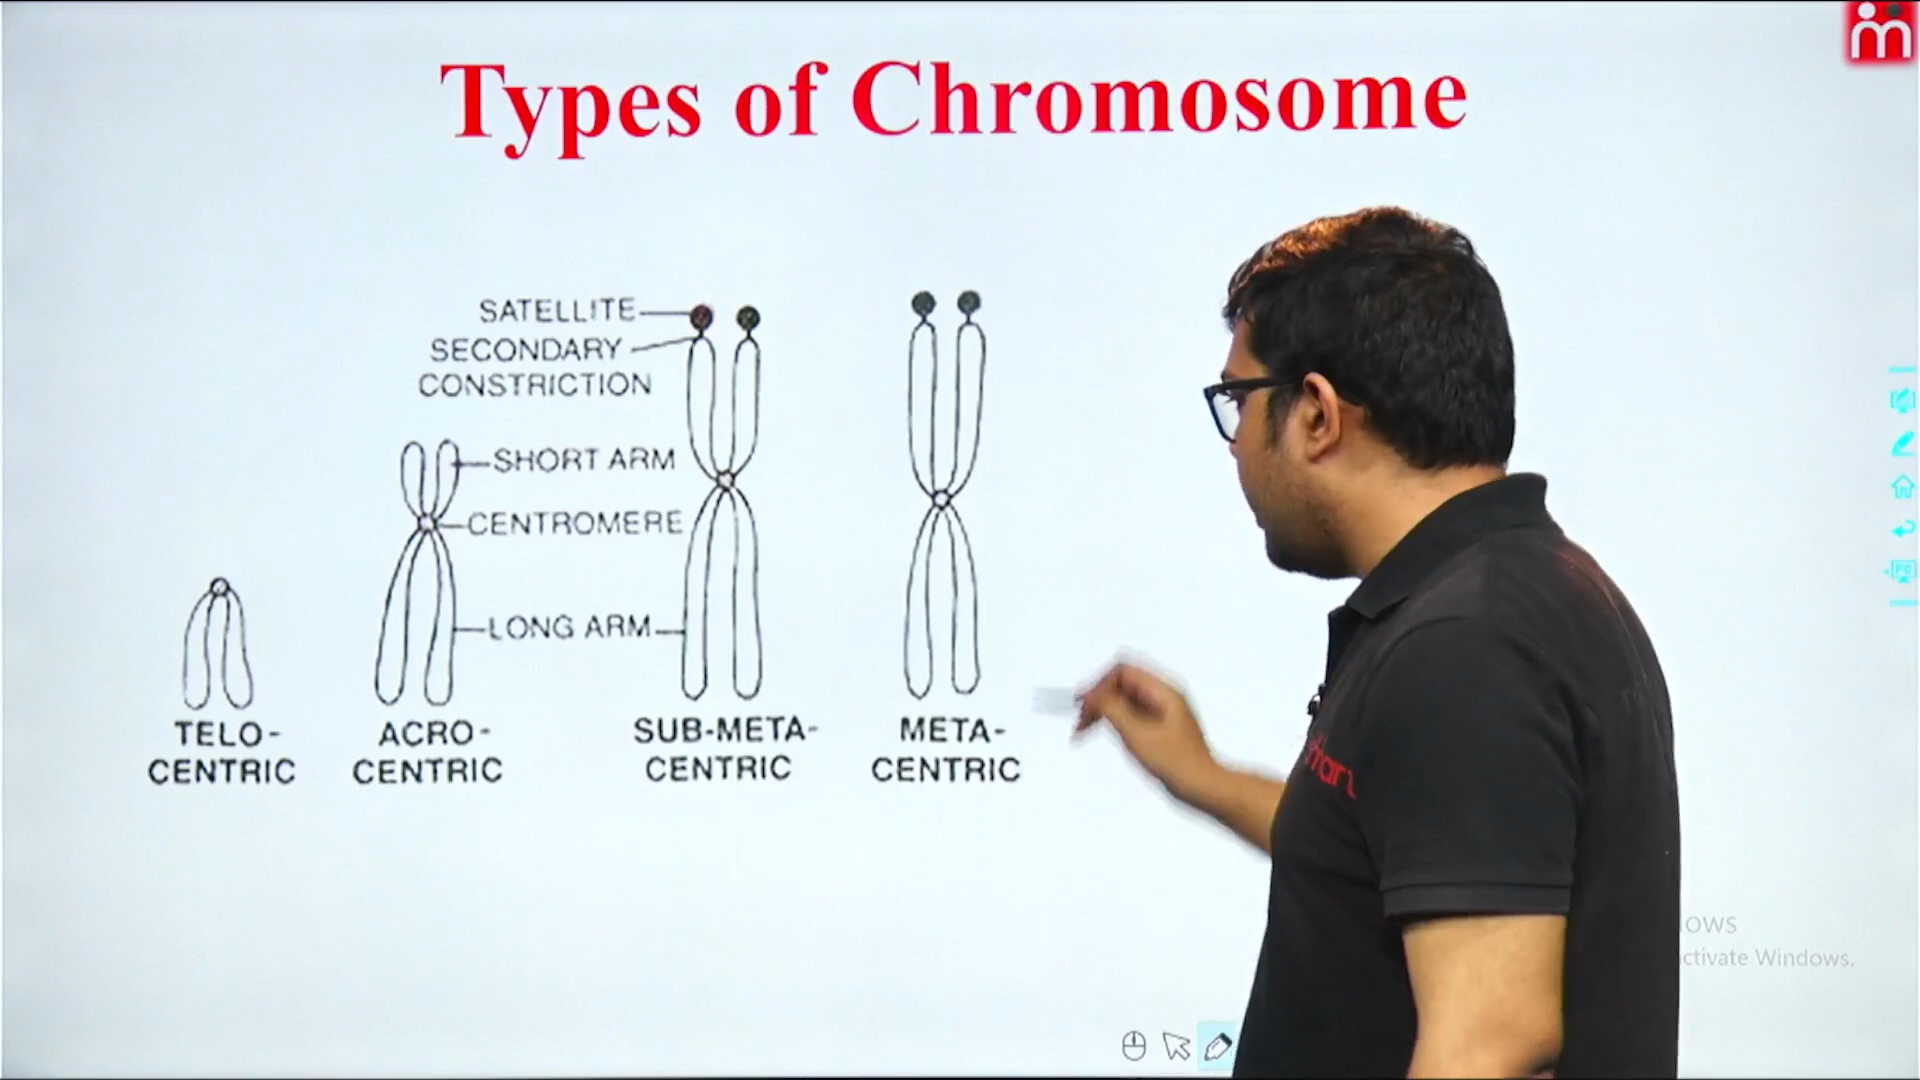 Types of Chromosome
SATELLITE
SECONDARY
CONSTRICTION
SHORT ARM
CENTROMERE
LONG ARM
TELO-
CENTRIC
ACRO-
CENTRIC
SUB-META-
CENTRIC
META-
CENTRIC
ctivate Windows.